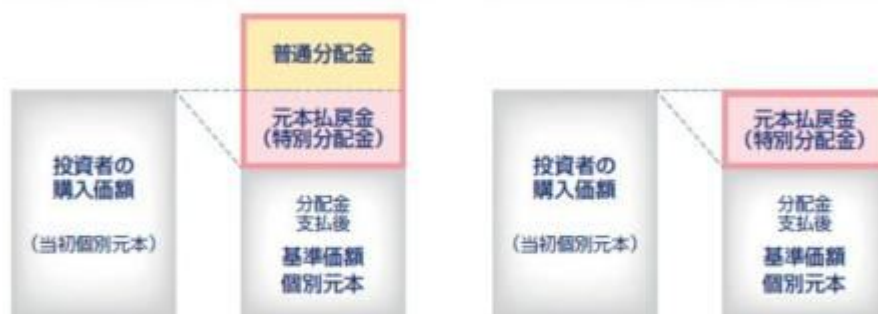 普通分配金
元本払戻金
（特別分配金）
投資者の
購入価額
（当初個別元本）
分配金
支払後
基準価額
個別元本
元本払戻金
（特別分配金）
投資者の
購入価額
（当初個別元本）
分配金
支払後
基準価額
個別元本